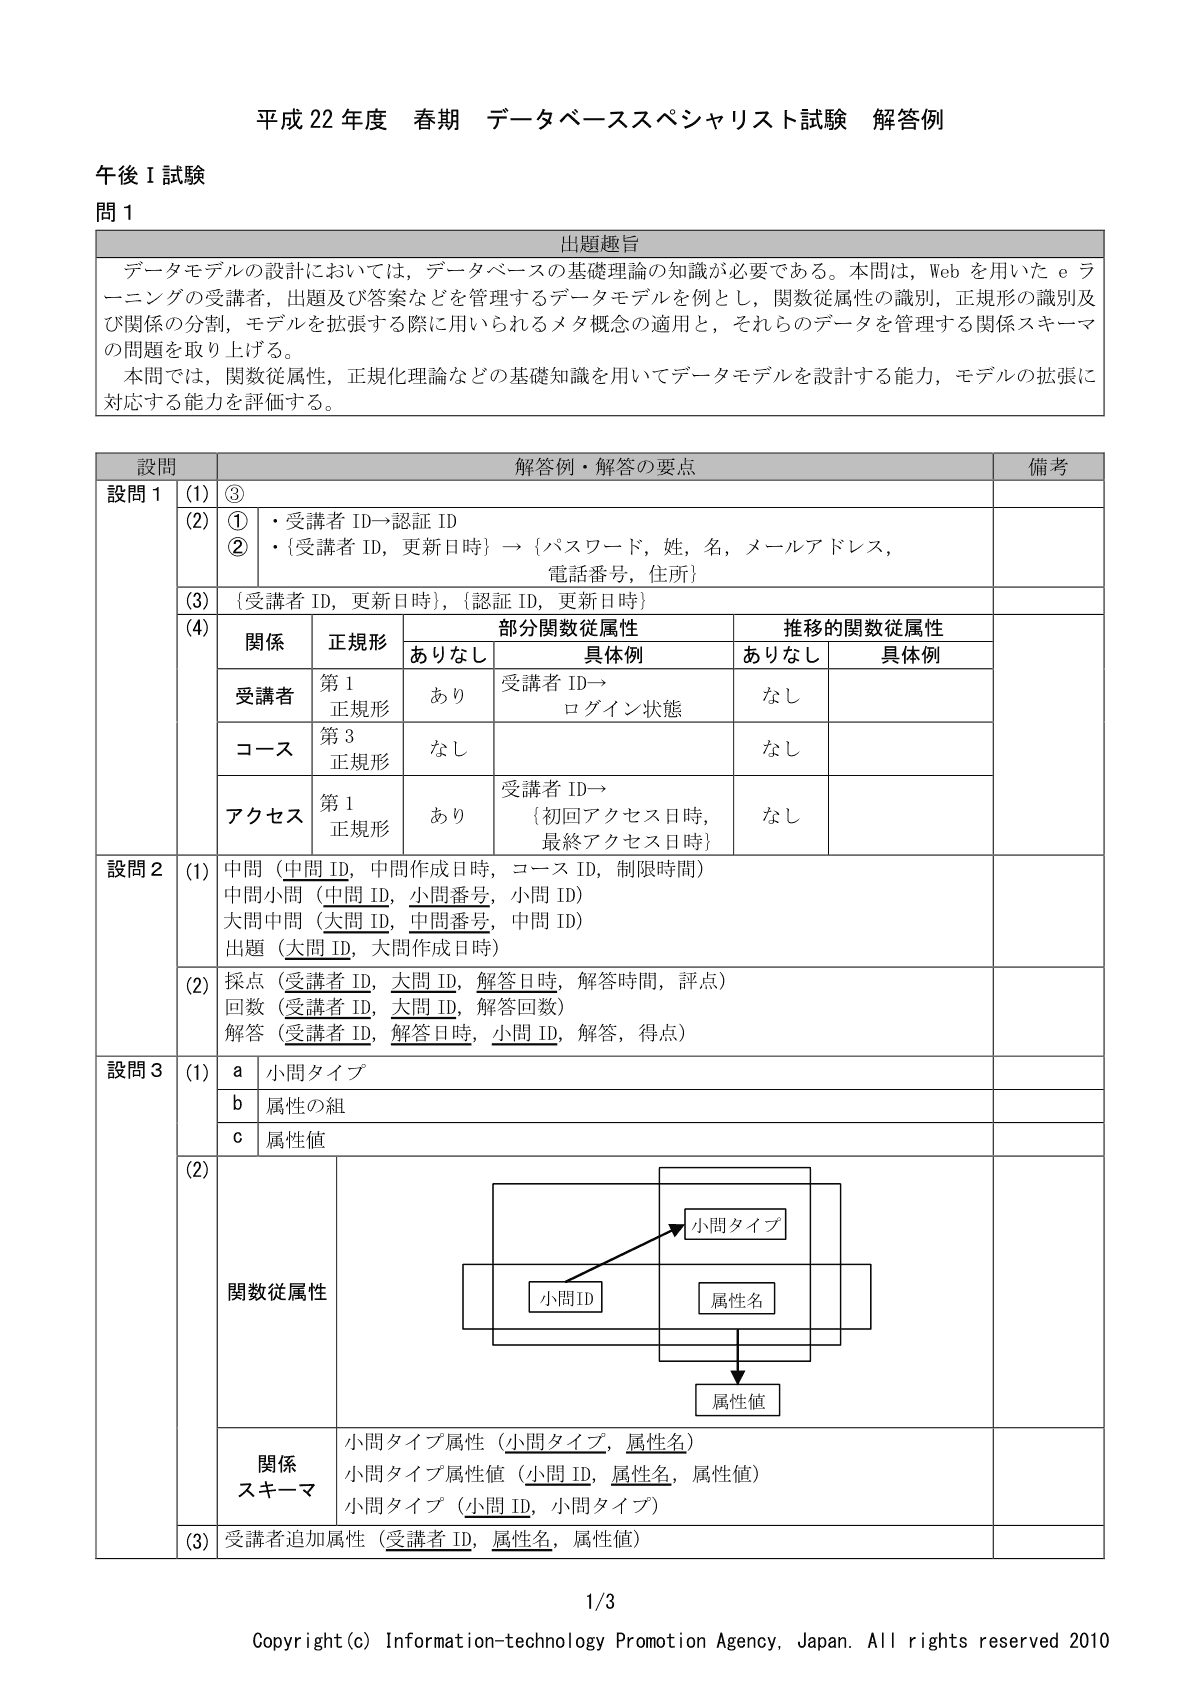 平成 22 年度　春期　データベーススペシャリスト試験　解答例
午後Ⅰ試験
問１
出題趣旨
データモデルの設計においては，データベースの基礎理論の知識が必要である。本問は，Web を用いた e ラ
ーニングの受講者，出題及び答案などを管理するデータモデルを例とし，関数従属性の識別，正規形の識別及
び関係の分割，モデルを拡張する際に用いられるメタ概念の適用と，それらのデータを管理する関係スキーマ
の問題を取り上げる。
本問では，関数従属性，正規化理論などの基礎知識を用いてデータモデルを設計する能力，モデルの拡張に
対応する能力を評価する。
設問　解答例・解答の要点　備考
設問１　(1)　③
(2)　①　・受講者 ID→認証 ID
②　・{受講者 ID，更新日時} → {パスワード，姓，名，メールアドレス，
電話番号，住所}
(3)　{受講者 ID，更新日時}，{認証 ID，更新日時}
(4)　関係　正規形　部分関数従属性　推移的関数従属性
ありなし　具体例　ありなし　具体例
受講者　第 1 正規形　あり　受講者 ID→
ログイン状態　なし
コース　第 3 正規形　なし　なし
アクセス　第 1 正規形　あり　受講者 ID→
{初回アクセス日時，
最終アクセス日時}　なし
設問２　(1)　中問（中問 ID，中問作成日時，コース ID，制限時間）
中問小問（中問 ID，小問番号，小問 ID）
大問中問（大問 ID，中問番号，中問 ID）
出題（大問 ID，大問作成日時）
(2)　採点（受講者 ID，大問 ID，解答日時，解答時間，評点）
回数（受講者 ID，大問 ID，解答回数）
解答（受講者 ID，解答日時，小問 ID，解答，得点）
設問３　(1)　a　小問タイプ
b　属性の組
c　属性値
(2)　関数従属性
小問タイプ
小問ID　属性名
属性値
関係
スキーマ
小問タイプ属性（小問タイプ，属性名）
小問タイプ属性値（小問 ID，属性名，属性値）
小問タイプ（小問 ID，小問タイプ）
(3)　受講者追加属性（受講者 ID，属性名，属性値）
1/3
Copyright(c) Information-technology Promotion Agency, Japan. All rights reserved 2010